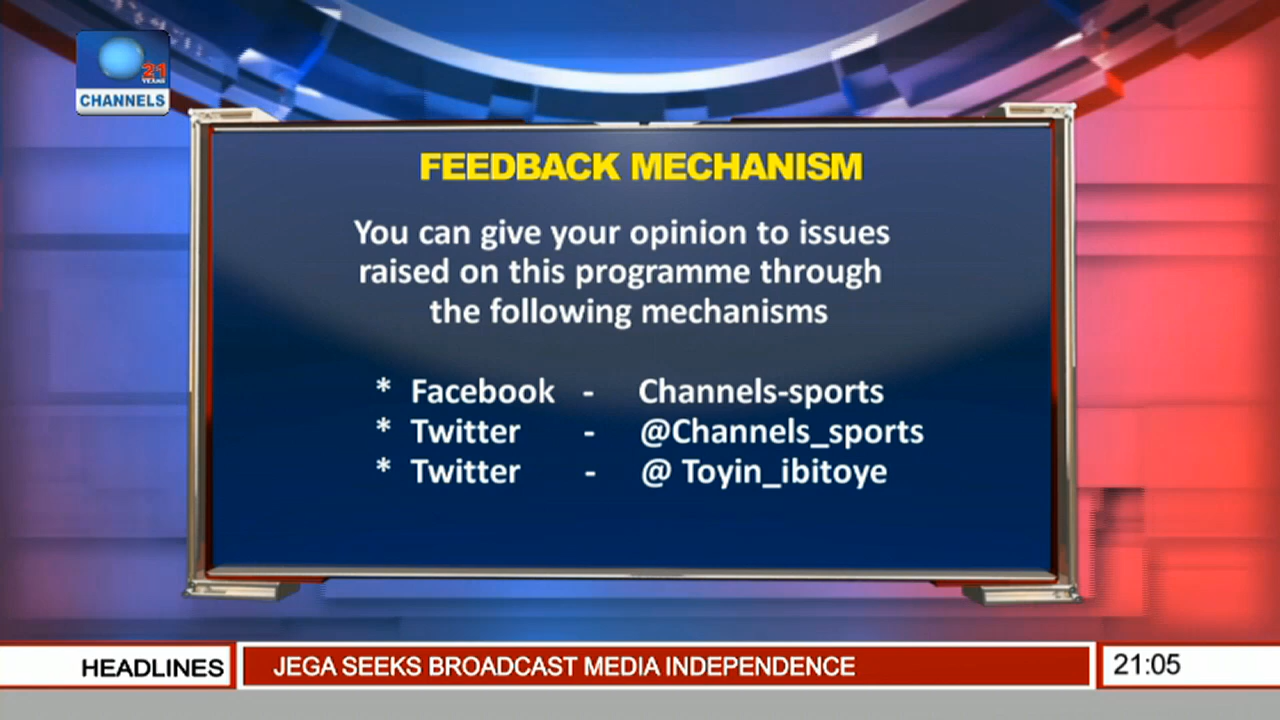 21
YEARS
CHANNELS
FEEDBACK MECHANISM
You can give your opinion to issues
raised on this programme through
the following mechanisms
* Facebook - Channels-sports
* Twitter - @Channels_sports
* Twitter - @ Toyin_ibitoye
HEADLINES JEGA SEEKS BROADCAST MEDIA INDEPENDENCE 21:05